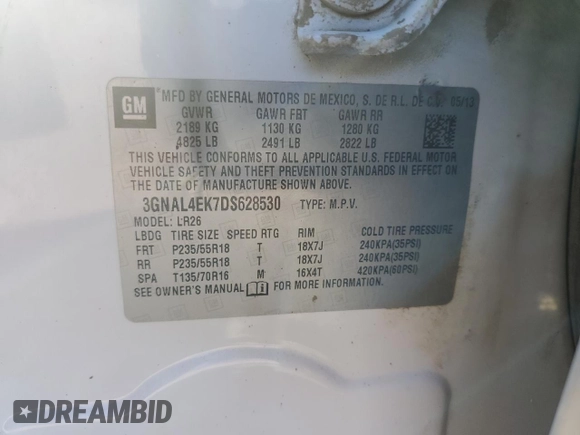 GM
MFD BY GENERAL MOTORS DE MEXICO, S. DE R.L. DE C.V. 05/13
GVWR GAWR FRT GAWR RR
2189 KG 1130 KG 1280 KG
4825 LB 2491 LB 2822 LB
THIS VEHICLE CONFORMS TO ALL APPLICABLE U.S. FEDERAL MOTOR
VEHICLE SAFETY AND THEFT PREVENTION STANDARDS IN EFFECT ON
THE DATE OF MANUFACTURE SHOWN ABOVE.
3GNAL4EK7DS628530 TYPE: M.P.V.
MODEL: LR26
LBDG TIRE SIZE SPEED RTG RIM COLD TIRE PRESSURE
FRT P235/55R18 T 18X7J 240KPA(35PSI)
RR P235/55R18 T 18X7J 240KPA(35PSI)
SPA T135/70R16 M 16X4T 420KPA(60PSI)
SEE OWNER'S MANUAL FOR MORE INFORMATION.
DREAMBID